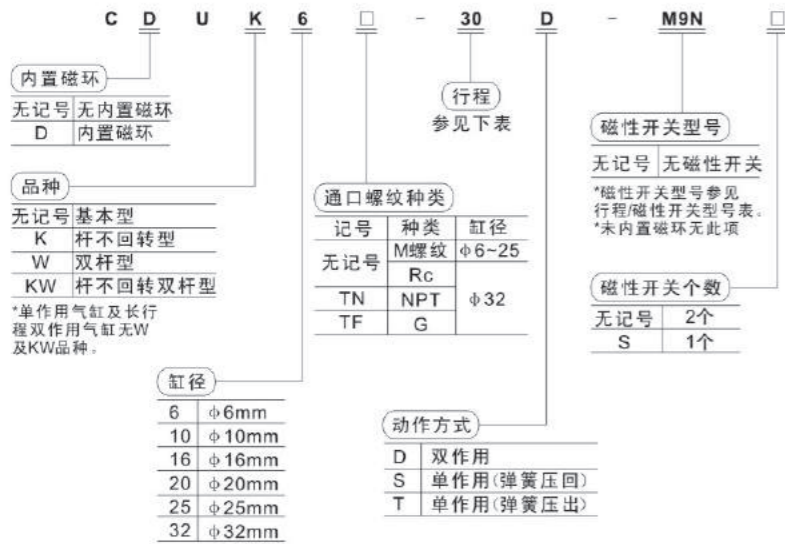 C D U K 6 □ - 30 D - M9N □
内置磁环
无记号 无内置磁环
D 内置磁环
品种
无记号 基本型
K 杆不回转型
W 双杆型
KW 杆不回转双杆型
*单作用气缸及长行
程双作用气缸无W
及KW品种。
缸径
6 φ6mm
10 φ10mm
16 φ16mm
20 φ20mm
25 φ25mm
32 φ32mm
通口螺纹种类
记号 种类 缸径
无记号 M螺纹 φ6~25
Rc φ32
TN NPT
TF G
行程
参见下表
动作方式
D 双作用
S 单作用(弹簧压回)
T 单作用(弹簧压出)
磁性开关型号
无记号 无磁性开关
*磁性开关型号参见
行程/磁性开关型号表。
*未内置磁环无此项
磁性开关个数
无记号 2个
S 1个